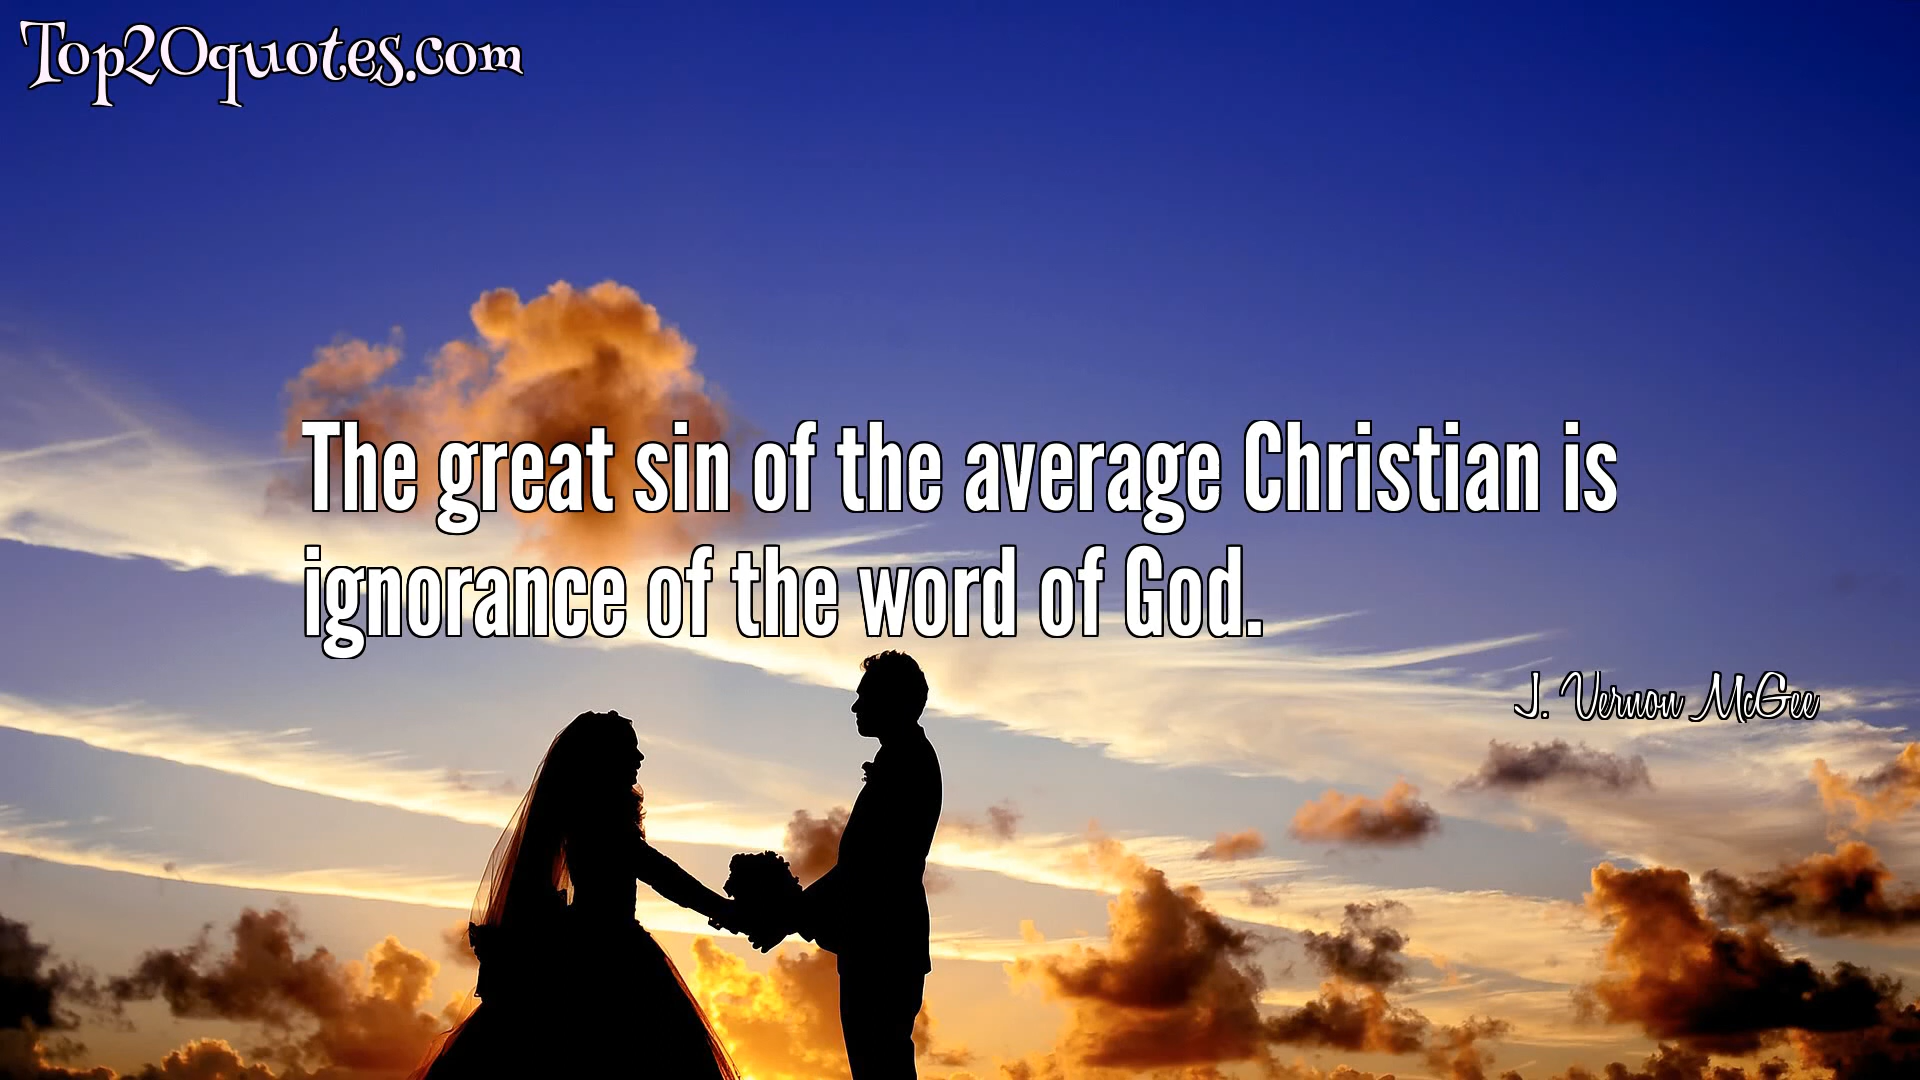 Top20quotes.com
The great sin of the average Christian is
ignorance of the word of God.
J. Vernon McGee